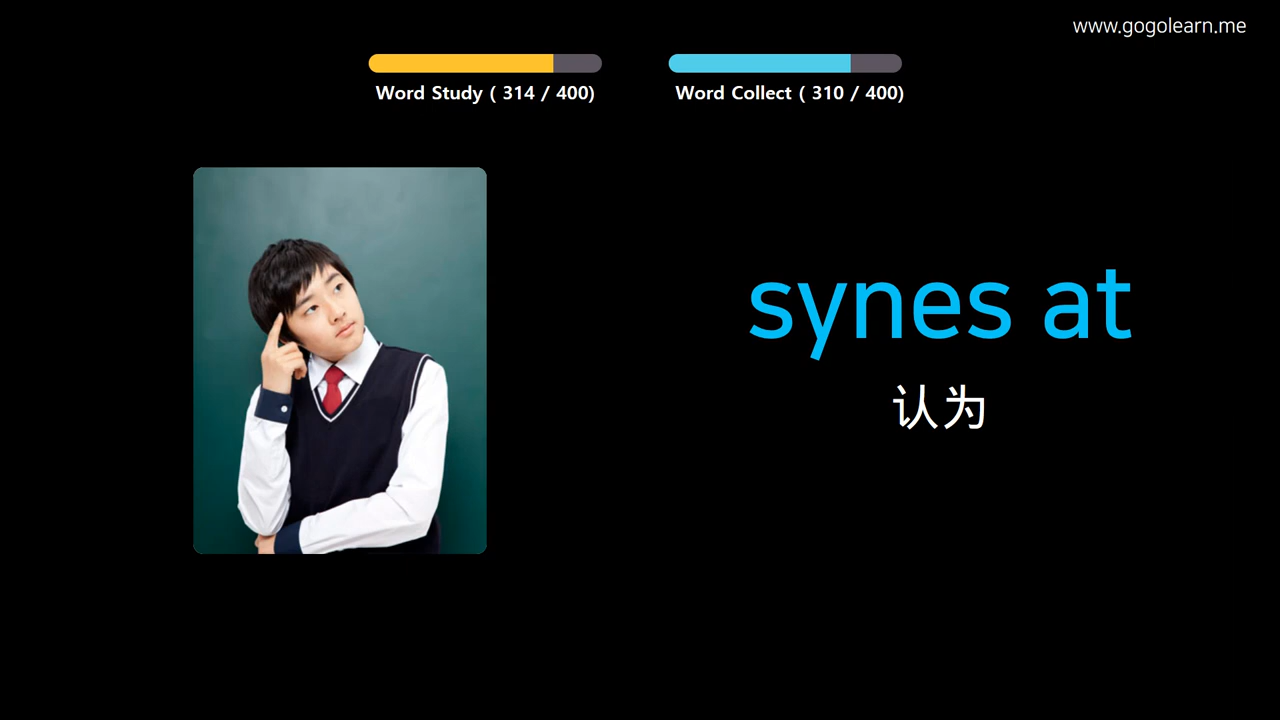 www.gogolearn.me
Word Study ( 314 / 400)
Word Collect ( 310 / 400)
synes at
认为